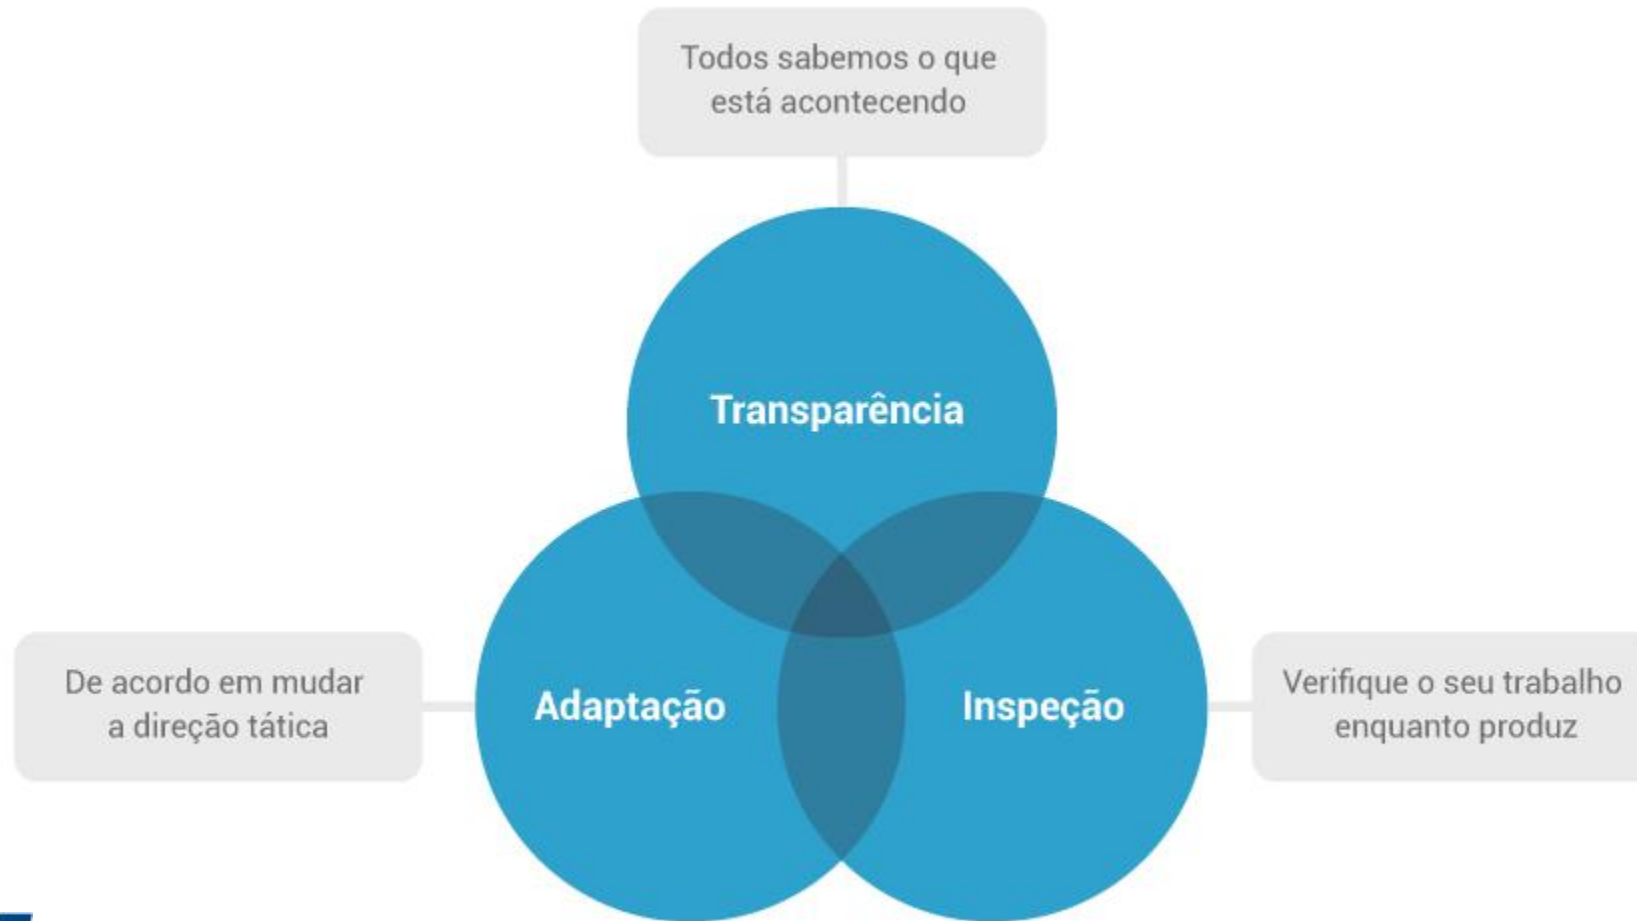 Todos sabemos o que
está acontecendo
Transparência
De acordo em mudar
a direção tática
Adaptação
Inspeção
Verifique o seu trabalho
enquanto produz